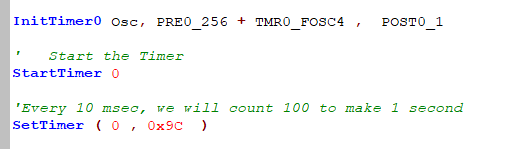 InitTimer0 Osc, PRE0_256 + TMR0_FOSC4 , POST0_1
' Start the Timer
StartTimer 0
'Every 10 msec, we will count 100 to make 1 second
SetTimer ( 0 , 0x9C )